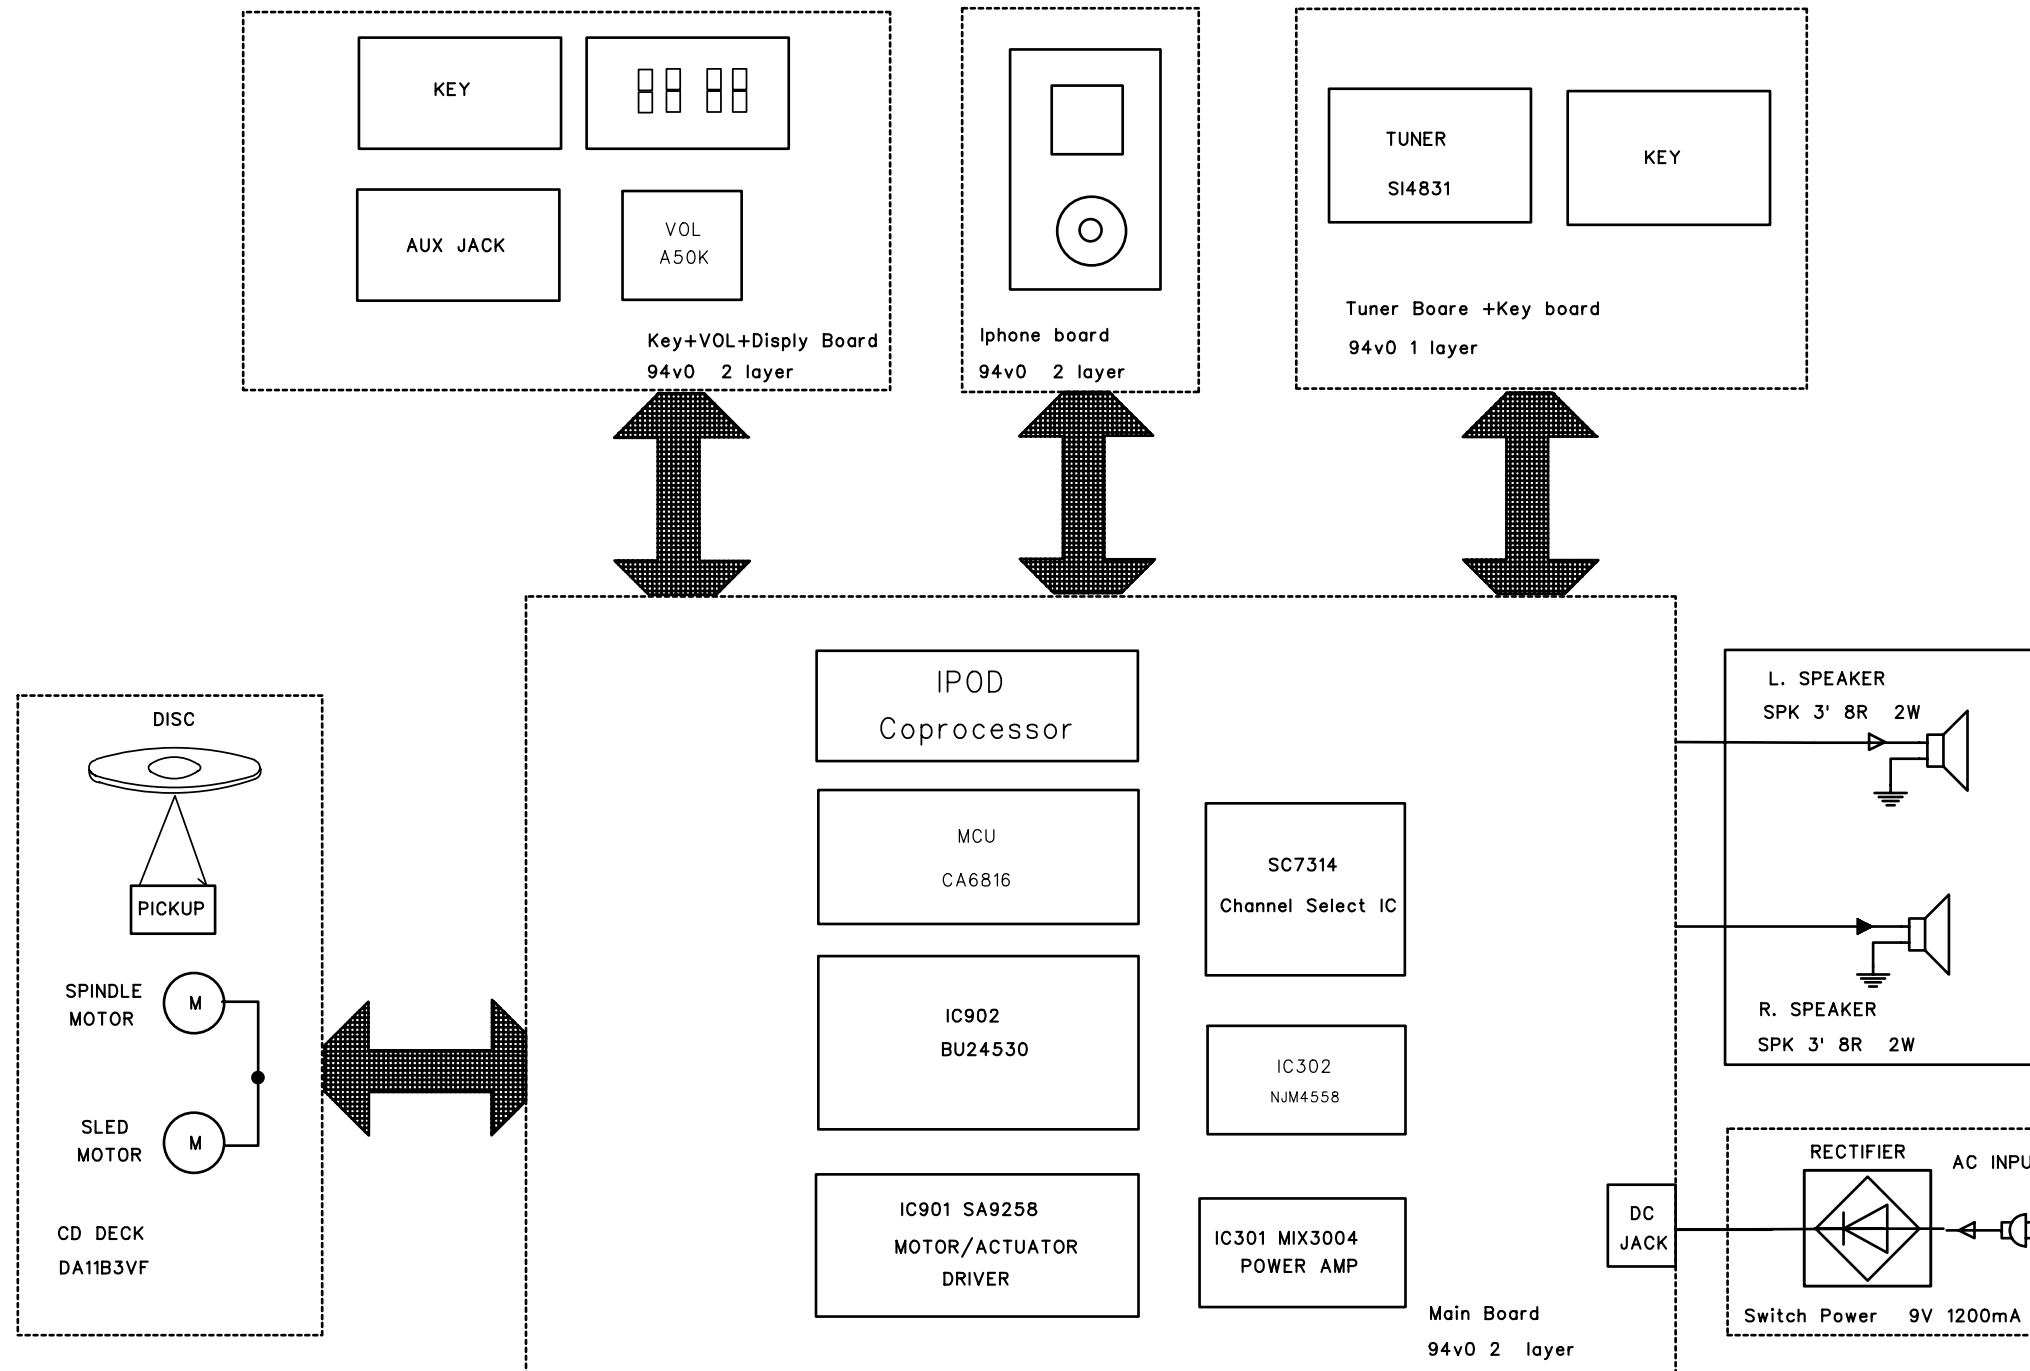 KEY
AUX JACK
VOL
A50K
Key+VOL+Disply Board
94v0 2 layer
Iphone board
94v0 2 layer
TUNER
SI4831
KEY
Tuner Boare +Key board
94v0 1 layer
DISC
PICKUP
SPINDLE
MOTOR
M
SLED
MOTOR
M
CD DECK
DA11B3VF
IPOD
Coprocessor
MCU
CA6816
IC902
BU24530
IC901 SA9258
MOTOR/ACTUATOR
DRIVER
SC7314
Channel Select IC
IC302
NJM4558
IC301 MIX3004
POWER AMP
Main Board
94v0 2 layer
L. SPEAKER
SPK 3' 8R 2W
R. SPEAKER
SPK 3' 8R 2W
DC
JACK
RECTIFIER
AC INPU
Switch Power 9V 1200mA